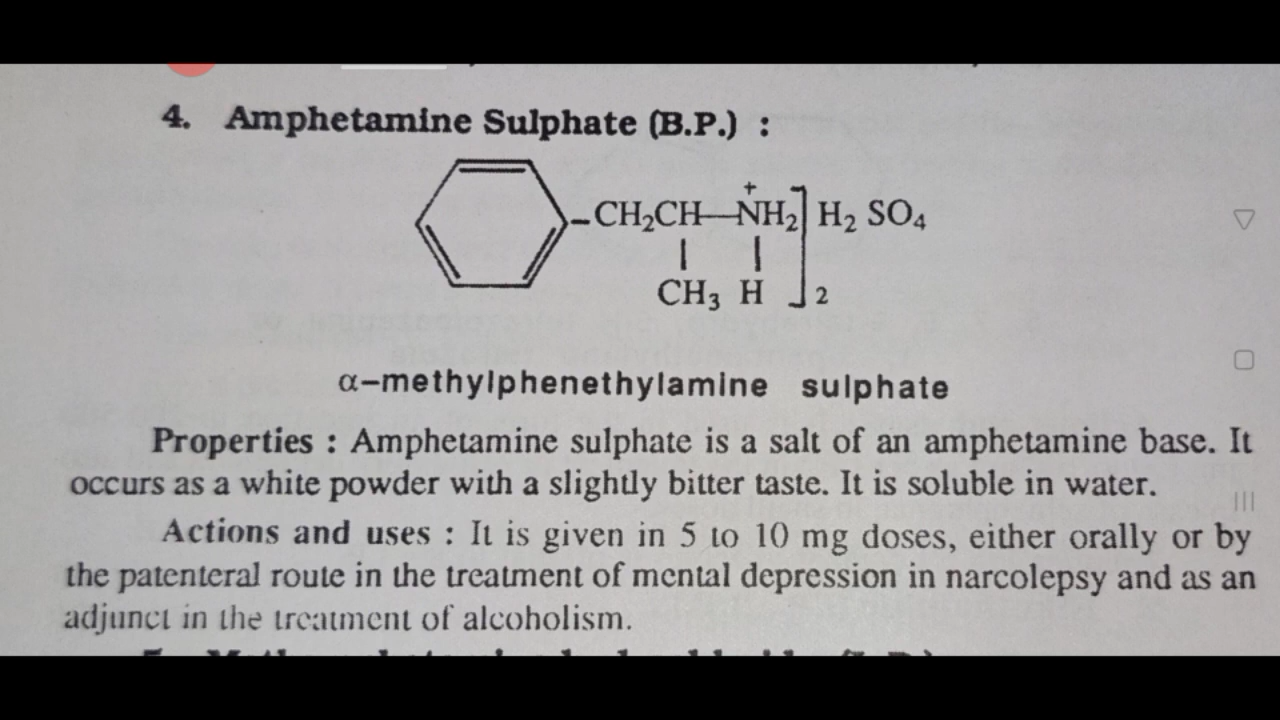 4. Amphetamine Sulphate (B.P.) :
-CH₂CH—N⁺H₂]₂ H₂ SO₄
CH₃ H
α-methylphenethylamine sulphate
Properties : Amphetamine sulphate is a salt of an amphetamine base. It
occurs as a white powder with a slightly bitter taste. It is soluble in water.
Actions and uses : It is given in 5 to 10 mg doses, either orally or by
the patenteral route in the treatment of mental depression in narcolepsy and as an
adjunct in the treatment of alcoholism.